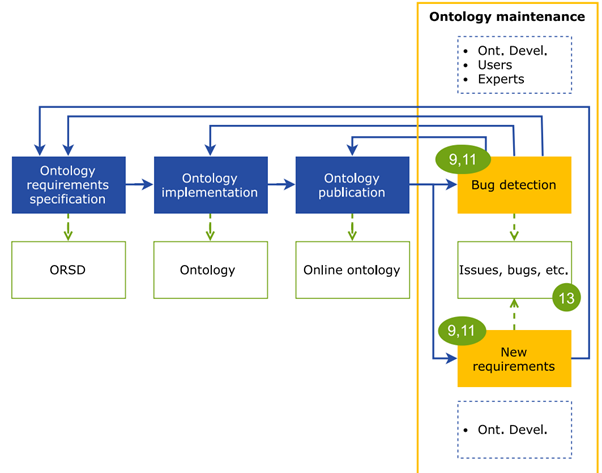 Ontology maintenance
• Ont. Devel.
• Users
• Experts
9,11
Ontology
requirements
specification
Ontology
implementation
Ontology
publication
Bug detection
ORSD
Ontology
Online ontology
Issues, bugs, etc.
13
9,11
New
requirements
• Ont. Devel.